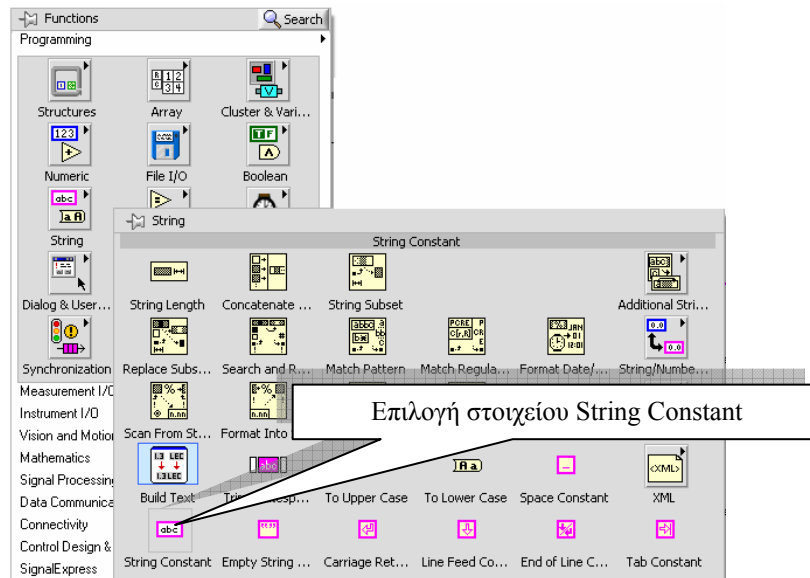 Functions
Search
Programming
Structures
Array
Cluster & Vari...
Numeric
File I/O
Boolean
String
Dialog & User...
Synchronization
Measurement I/O
Instrument I/O
Vision and Motion
Mathematics
Signal Processing
Data Communica
Connectivity
Control Design &
SignalExpress
String
String Constant
String Length
Concatenate ...
String Subset
Additional Stri...
Replace Subs...
Search and R...
Match Pattern
Match Regula...
Format Date/...
String/Numbe...
Scan From St...
Format Into
Επιλογή στοιχείου String Constant
Build Text
To Upper Case
To Lower Case
Space Constant
XML
String Constant
Empty String ...
Carriage Ret...
Line Feed Co...
End of Line C...
Tab Constant